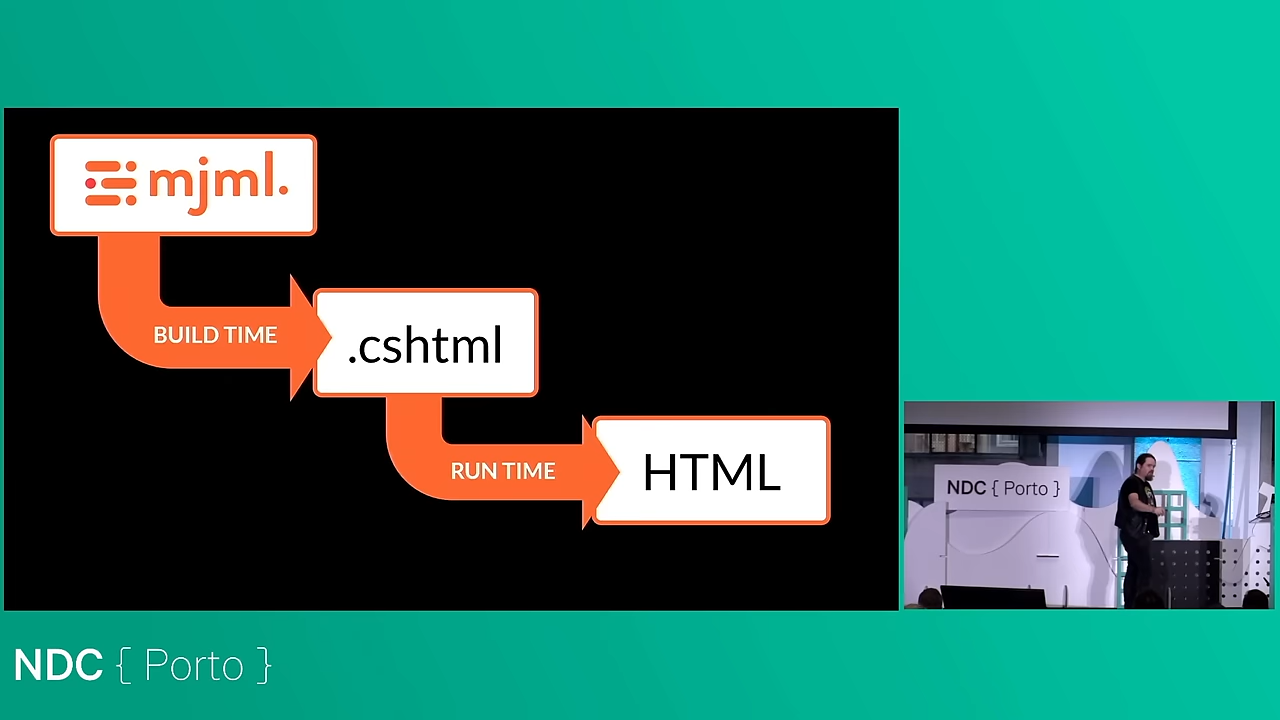 mjml.
BUILD TIME
.cshtml
RUN TIME
HTML
NDC { Porto }
NDC { Porto }